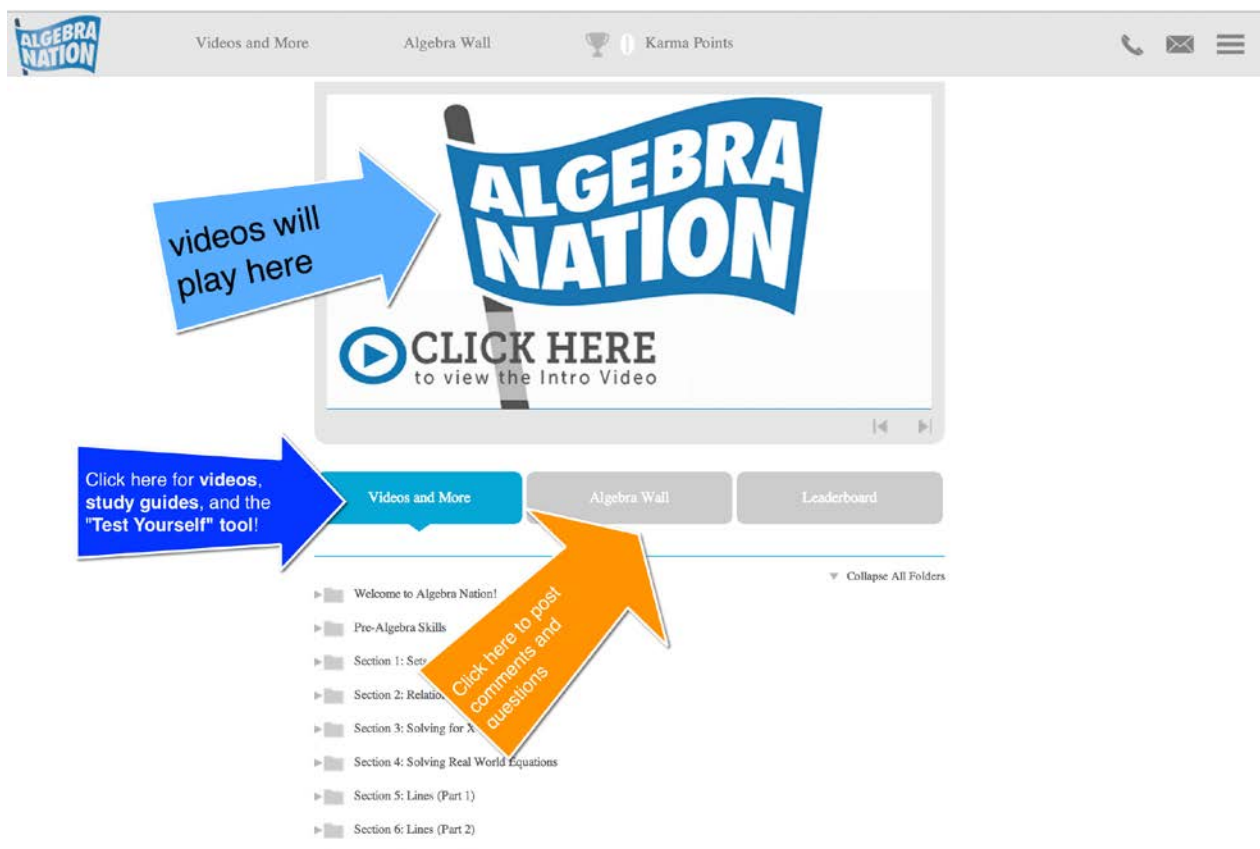 ALGEBRA
NATION
Videos and More
Algebra Wall
0 Karma Points
ALGEBRA
NATION
videos will
play here
CLICK HERE
to view the Intro Video
Click here for videos,
study guides, and the
"Test Yourself" tool!
Videos and More
Algebra Wall
Leaderboard
Click here to post
comments and
questions
Collapse All Folders
Welcome to Algebra Nation!
Pre-Algebra Skills
Section 1: Sets
Section 2:
Section 3: Solving for X
Section 4: Solving Real World Equations
Section 5: Lines (Part 1)
Section 6: Lines (Part 2)